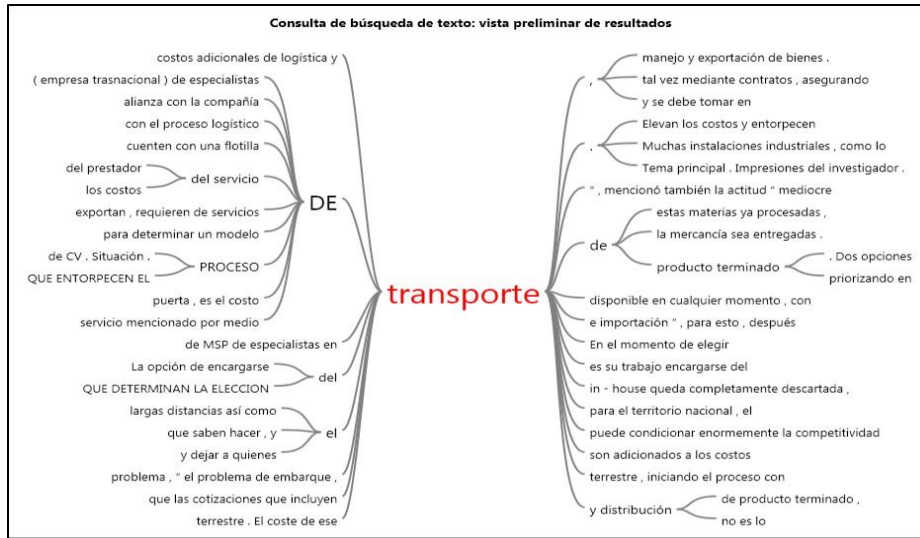 Consulta de búsqueda de texto: vista preliminar de resultados
costos adicionales de logística y
( empresa trasnacional ) de especialistas
alianza con la compañía
con el proceso logístico
cuenten con una flotilla
del prestador
los costos
del servicio
exportan , requieren de servicios
para determinar un modelo
de CV . Situación .
QUE ENTORPECEN EL
PROCESO
puerta , es el costo
servicio mencionado por medio
DE
de MSP de especialistas en
La opción de encargarse
QUE DETERMINAN LA ELECCION
del
largas distancias así como
que saben hacer , y
y dejar a quienes
el
problema , " el problema de embarque ,
que las cotizaciones que incluyen
terrestre . El coste de ese
transporte
,
manejo y exportación de bienes .
tal vez mediante contratos , asegurando
y se debe tomar en
.
Elevan los costos y entorpecen
Muchas instalaciones industriales , como lo
Tema principal . Impresiones del investigador .
" , mencionó también la actitud " mediocre
de
estas materias ya procesadas ,
la mercancía sea entregadas .
producto terminado
. Dos opciones
priorizando en
disponible en cualquier momento , con
e importación " , para esto , después
En el momento de elegir
es su trabajo encargarse del
in - house queda completamente descartada ,
para el territorio nacional , el
puede condicionar enormemente la competitividad
son adicionados a los costos
terrestre , iniciando el proceso con
y distribución
de producto terminado ,
no es lo